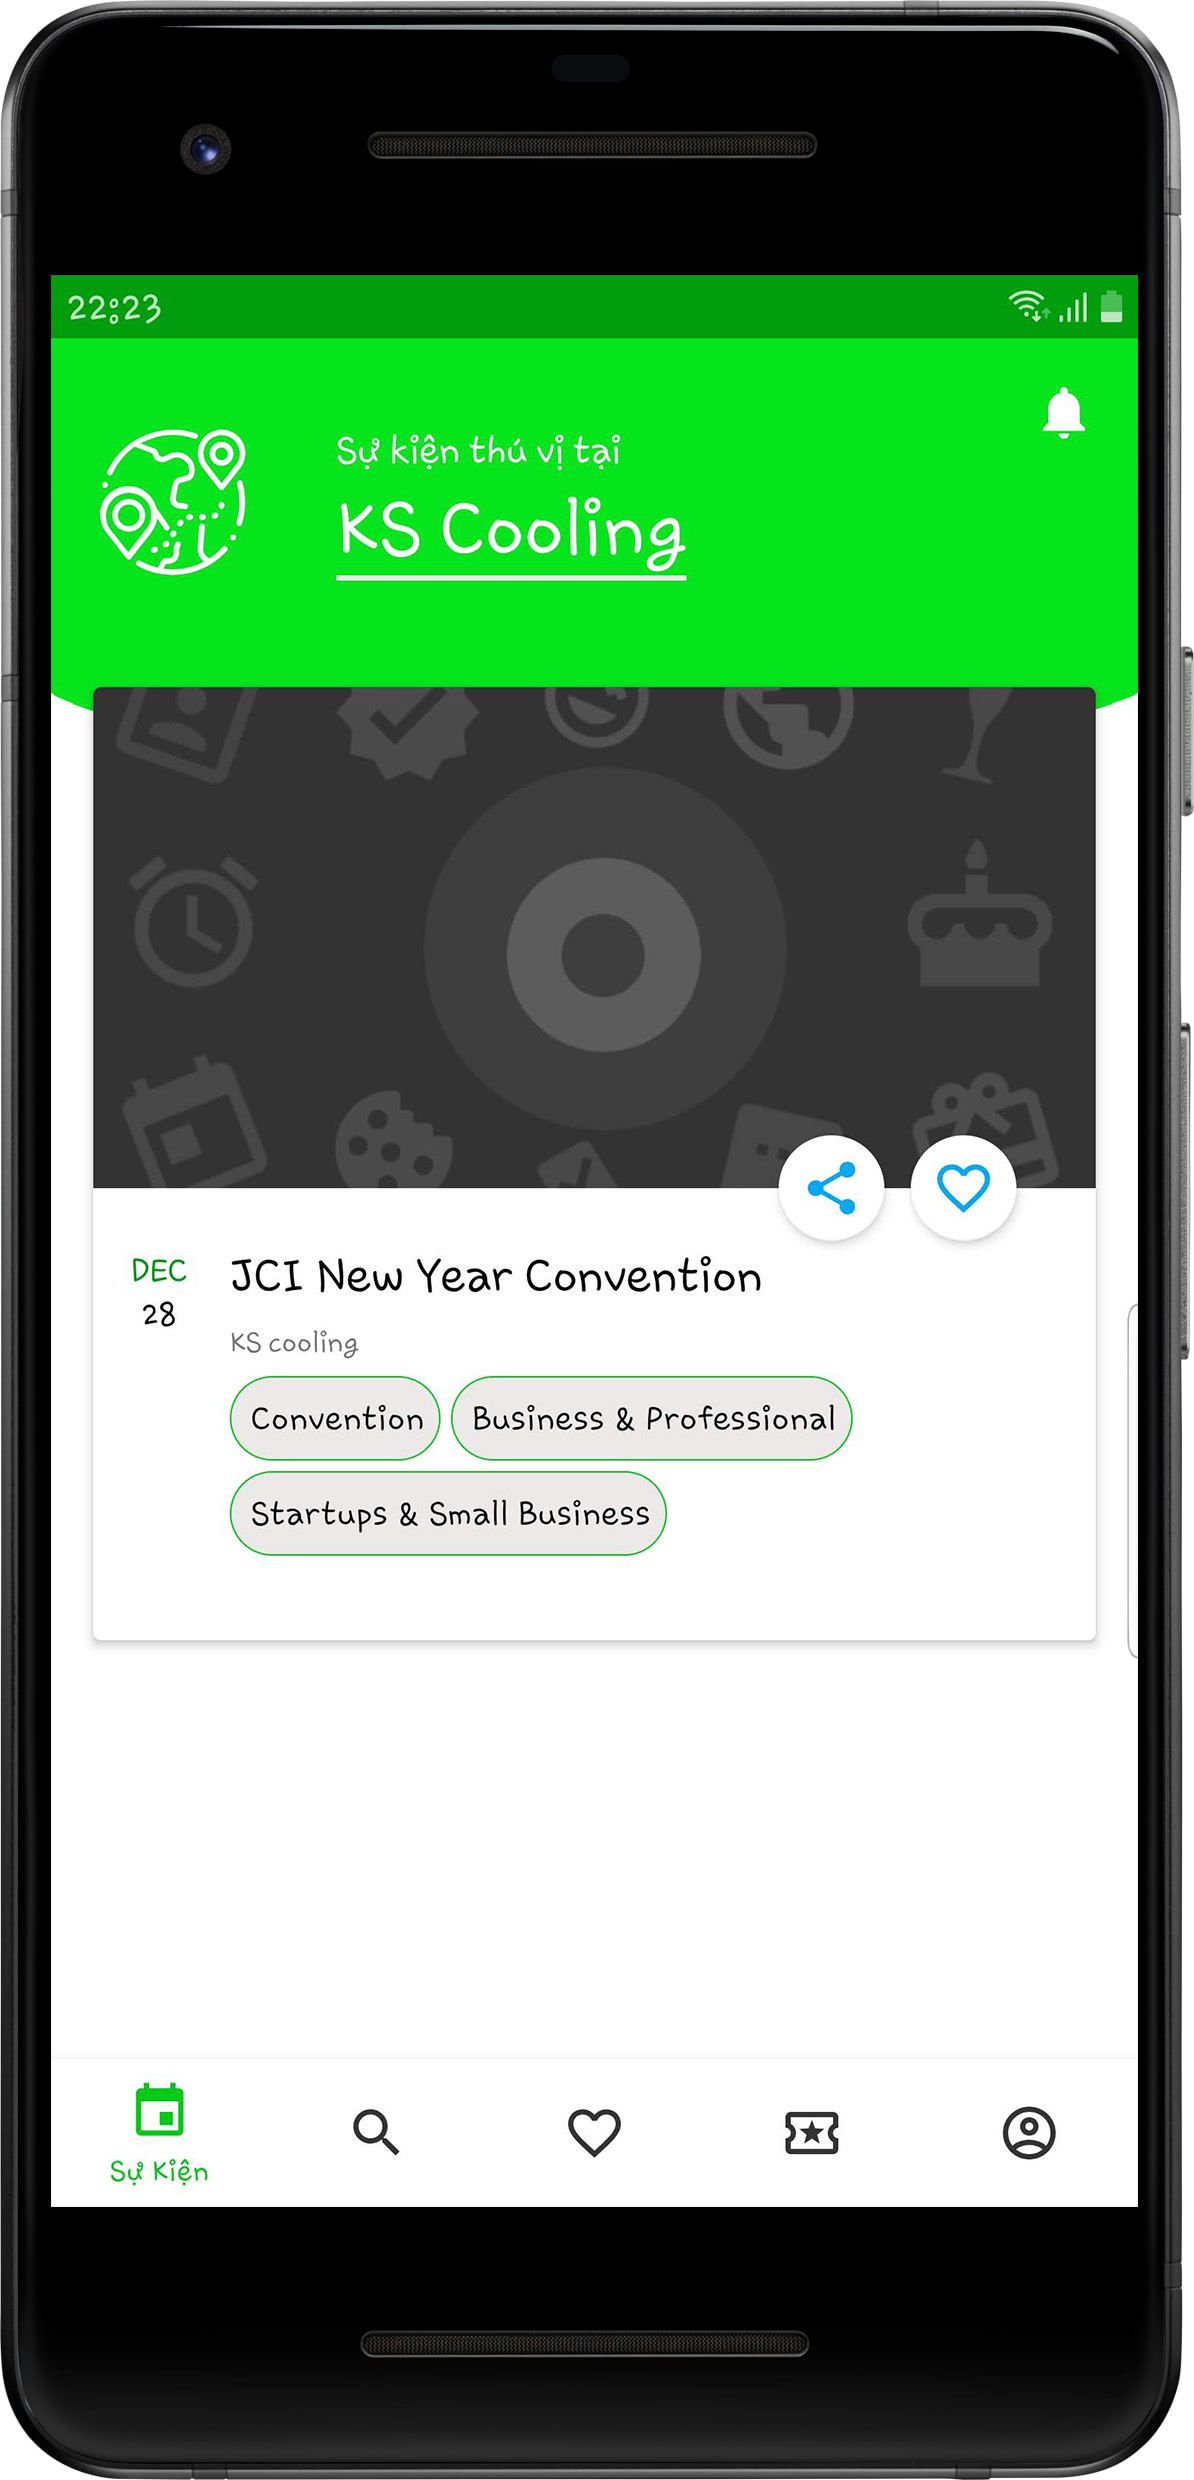 22:23
Sự kiện thú vị tại
KS Cooling
DEC
28
JCI New Year Convention
KS cooling
Convention
Business & Professional
Startups & Small Business
Sự Kiện